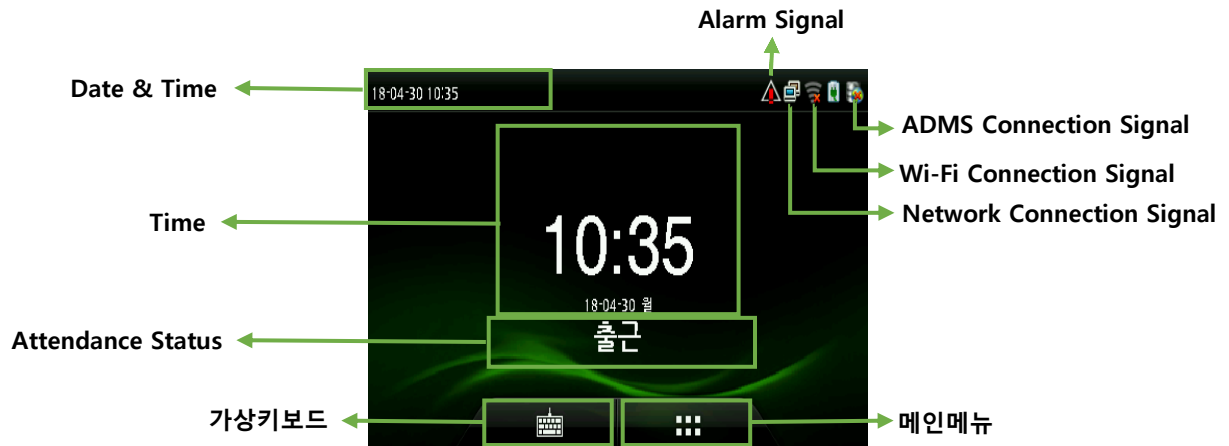 Alarm Signal
Date & Time
18-04-30 10:35
ADMS Connection Signal
Wi-Fi Connection Signal
Network Connection Signal
Time
10:35
18-04-30 월
출근
Attendance Status
가상키보드
메인메뉴